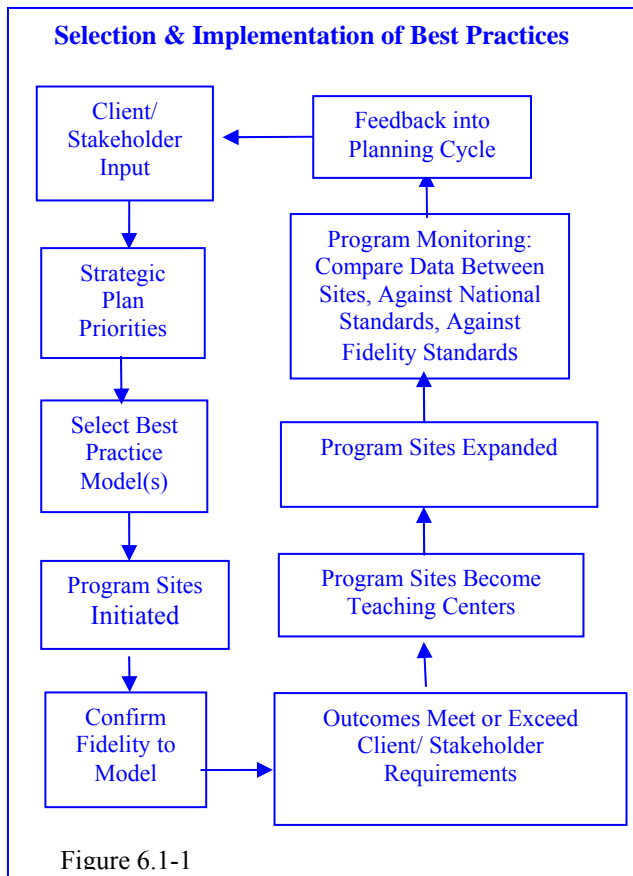 Selection & Implementation of Best Practices
Client/
Stakeholder
Input
Strategic
Plan
Priorities
Select Best
Practice
Model(s)
Program Sites
Initiated
Confirm
Fidelity to
Model
Outcomes Meet or Exceed
Client/ Stakeholder
Requirements
Program Sites Become
Teaching Centers
Program Sites Expanded
Program Monitoring:
Compare Data Between
Sites, Against National
Standards, Against
Fidelity Standards
Feedback into
Planning Cycle
Figure 6.1-1